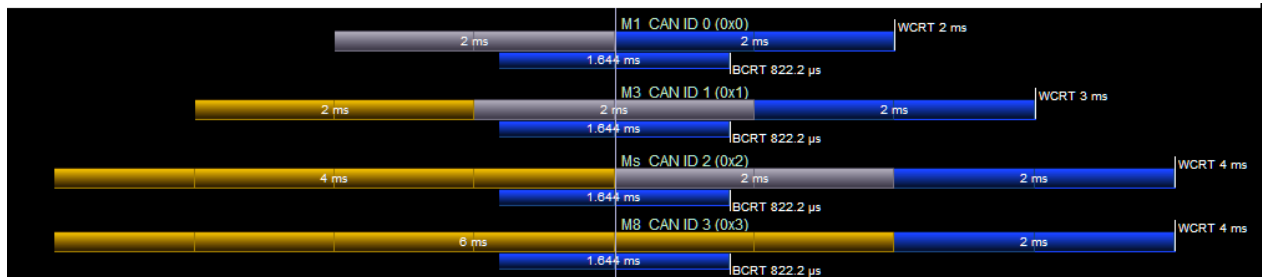 M1 CAN ID 0 (0x0)
WCRT 2 ms
2 ms 2 ms
1.644 ms
BCRT 822.2 µs
M3 CAN ID 1 (0x1)
WCRT 3 ms
2 ms 2 ms 2 ms
1.644 ms
BCRT 822.2 µs
Ms CAN ID 2 (0x2)
WCRT 4 ms
4 ms 2 ms 2 ms
1.644 ms
BCRT 822.2 µs
M8 CAN ID 3 (0x3)
WCRT 4 ms
6 ms 2 ms
1.644 ms
BCRT 822.2 µs